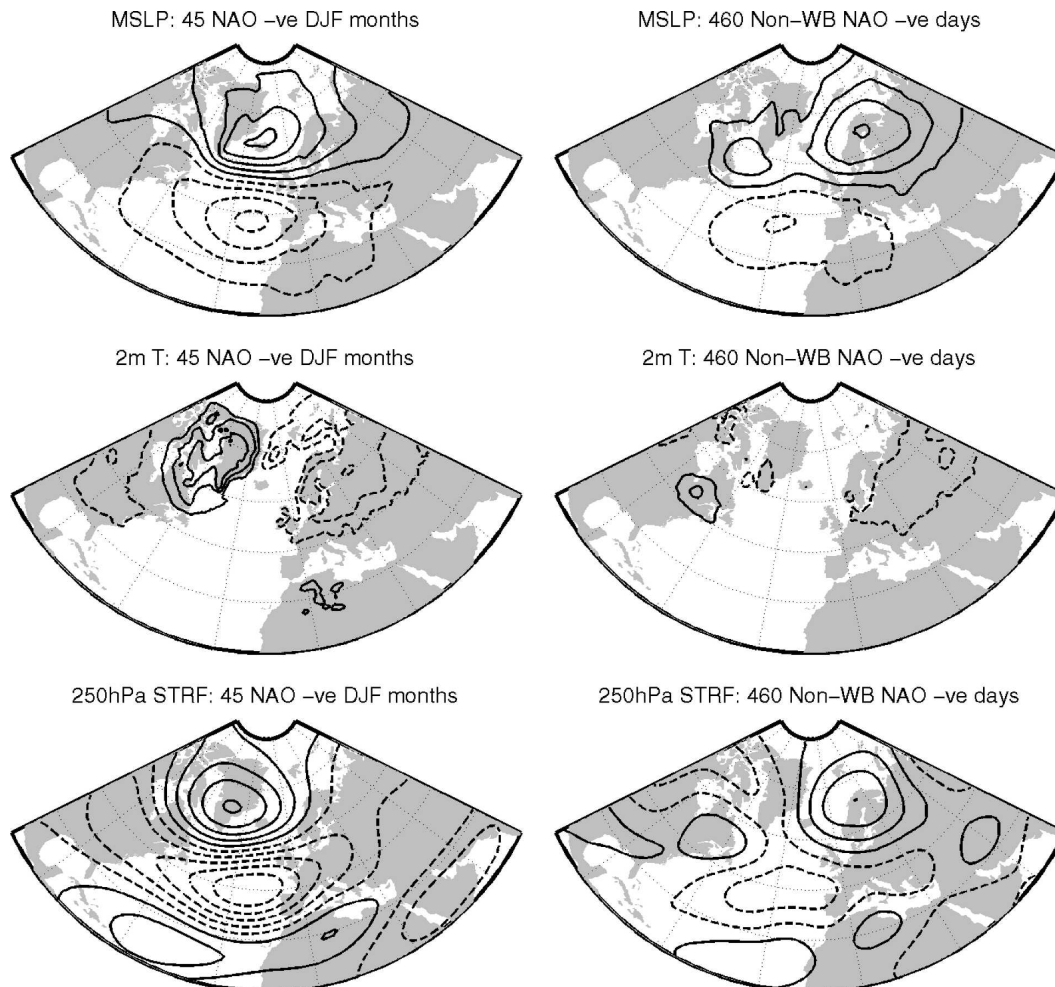 MSLP: 45 NAO −ve DJF months
MSLP: 460 Non−WB NAO −ve days
2m T: 45 NAO −ve DJF months
2m T: 460 Non−WB NAO −ve days
250hPa STRF: 45 NAO −ve DJF months
250hPa STRF: 460 Non−WB NAO −ve days